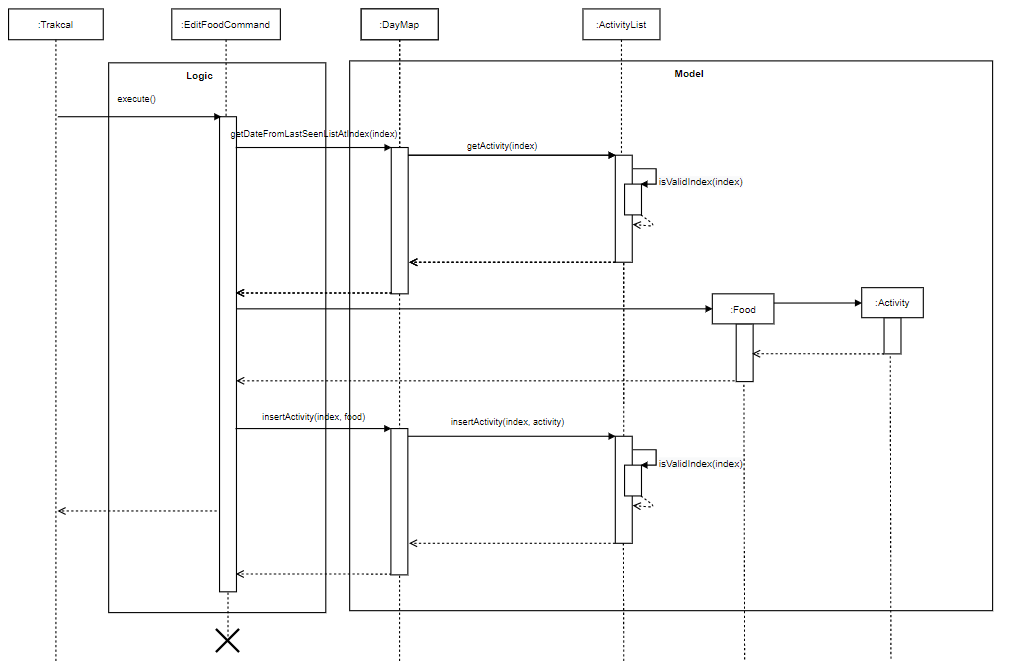 :Trakcal
:EditFoodCommand
:DayMap
:ActivityList
Logic
Model
execute()
getDateFromLastSeenListAtIndex(index)
getActivity(index)
isValidIndex(index)
:Food
:Activity
insertActivity(index, food)
insertActivity(index, activity)
isValidIndex(index)